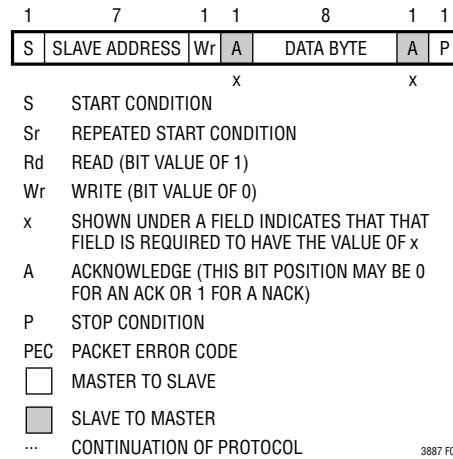 1 7 1 1 8 1 1
S SLAVE ADDRESS Wr A DATA BYTE A P
x x
S START CONDITION
Sr REPEATED START CONDITION
Rd READ (BIT VALUE OF 1)
Wr WRITE (BIT VALUE OF 0)
x SHOWN UNDER A FIELD INDICATES THAT THAT
FIELD IS REQUIRED TO HAVE THE VALUE OF x
A ACKNOWLEDGE (THIS BIT POSITION MAY BE 0
FOR AN ACK OR 1 FOR A NACK)
P STOP CONDITION
PEC PACKET ERROR CODE
MASTER TO SLAVE
SLAVE TO MASTER
... CONTINUATION OF PROTOCOL
3887